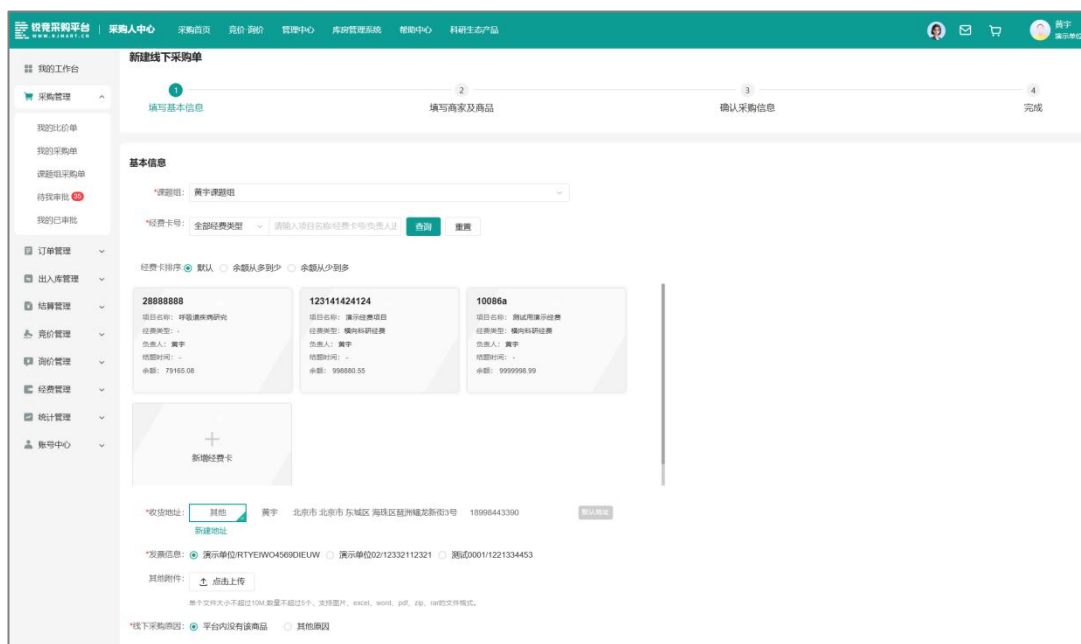 锐竞采购平台 | 采购人中心 采购首页 竞价·询价 管理中心 库房管理系统 帮助中心 科研生态产品 黄宇
WWW.RJMART.CN 演示单位
我的工作台
采购管理
我的比价单
我的采购单
课题组采购单
待我审批 35
我的已审批
订单管理
出入库管理
结算管理
竞价管理
询价管理
经费管理
统计管理
账号中心
新建线下采购单
1 2 3 4
填写基本信息 填写商家及商品 确认采购信息 完成
基本信息
*课题组: 黄宇课题组
*经费卡号: 全部经费类型 请输入项目名称/经费卡号/负责人进 查询 重置
经费卡排序 默认 余额从多到少 余额从少到多
28888888
项目名称: 呼吸道疾病研究
经费类型: -
负责人: 黄宇
结题时间: -
余额: 79165.08
123141424124
项目名称: 演示经费项目
经费类型: 横向科研经费
负责人: 黄宇
结题时间: -
余额: 998880.55
10086a
项目名称: 测试用演示经费
经费类型: 横向科研经费
负责人: 黄宇
结题时间: -
余额: 9999998.99
新增经费卡
*收货地址: 其他 黄宇 北京市 北京市 东城区 海珠区琶洲蟠龙新街3号 18998443390 默认地址
新建地址
*发票信息: 演示单位/RTYEIWO4569DIEUW 演示单位02/12332112321 测试0001/1221334453
其他附件: 点击上传
单个文件大小不超过10M,数量不超过5个，支持图片、excel、word、pdf、zip、rar的文件格式。
*线下采购原因: 平台内没有该商品 其他原因